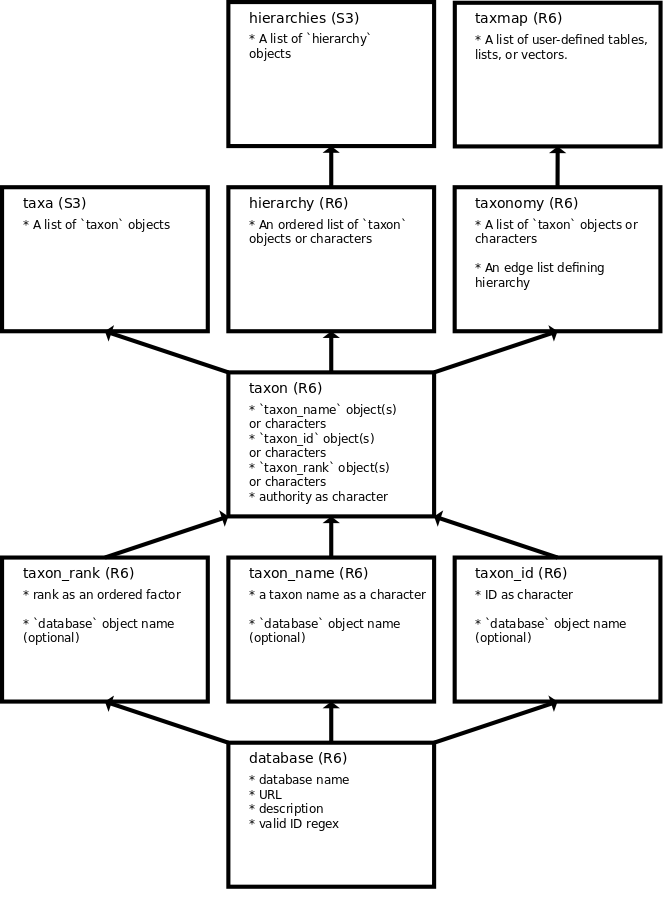 hierarchies (S3)
* A list of `hierarchy`
objects
taxmap (R6)
* A list of user-defined tables,
lists, or vectors.
taxa (S3)
* A list of `taxon` objects
hierarchy (R6)
* An ordered list of `taxon`
objects or characters
taxonomy (R6)
* A list of `taxon` objects or
characters
* An edge list defining
hierarchy
taxon (R6)
* `taxon_name` object(s)
or characters
* `taxon_id` object(s)
or characters
* `taxon_rank` object(s)
or characters
* authority as character
taxon_rank (R6)
* rank as an ordered factor
* `database` object name
(optional)
taxon_name (R6)
* a taxon name as a character
* `database` object name
(optional)
taxon_id (R6)
* ID as character
* `database` object name
(optional)
database (R6)
* database name
* URL
* description
* valid ID regex